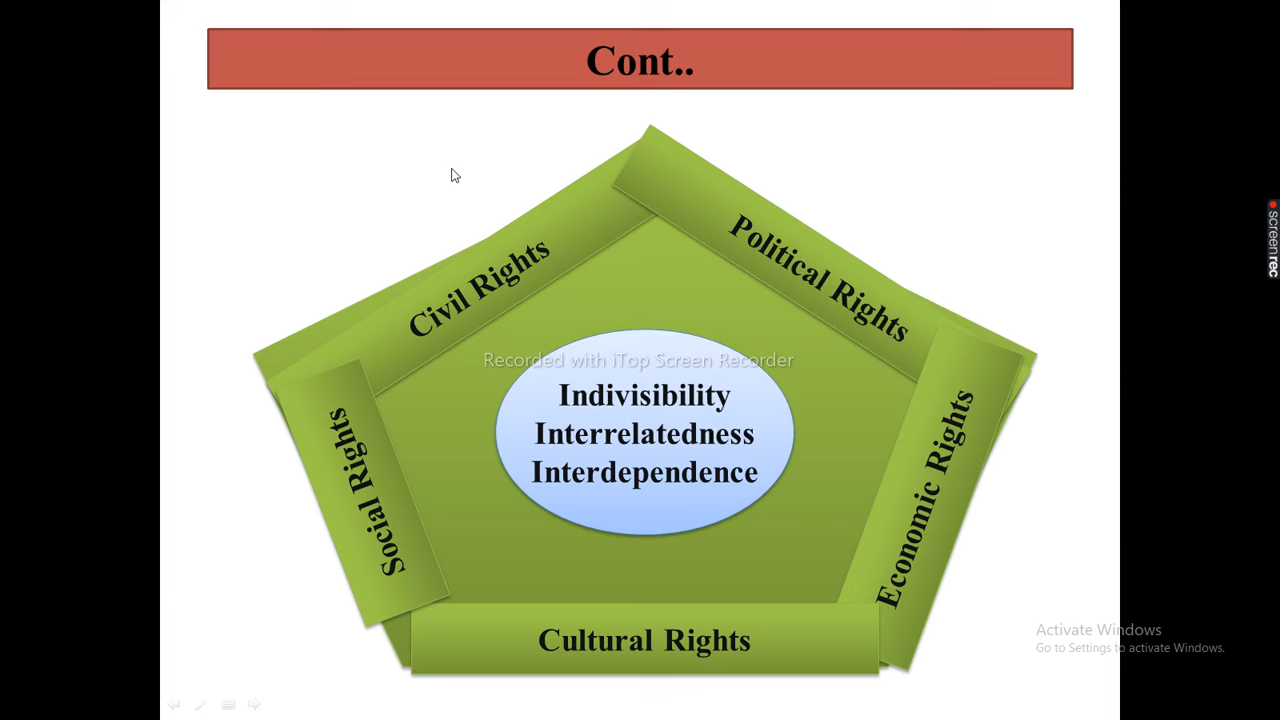 Cont..
Civil Rights
Political Rights
Recorded with iTop Screen Recorder
Indivisibility
Interrelatedness
Interdependence
Social Rights
Economic Rights
Cultural Rights
Activate Windows
Go to Settings to activate Windows.
screenrec